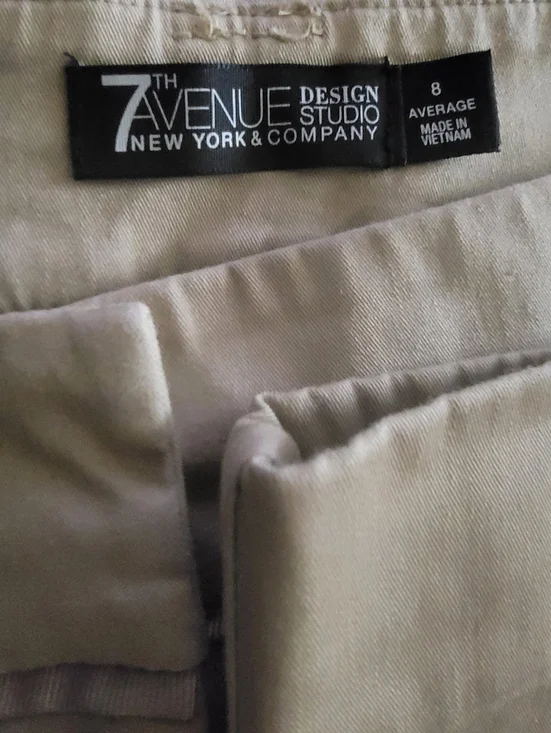 7TH AVENUE DESIGN STUDIO
NEW YORK & COMPANY
8
AVERAGE
MADE IN
VIETNAM